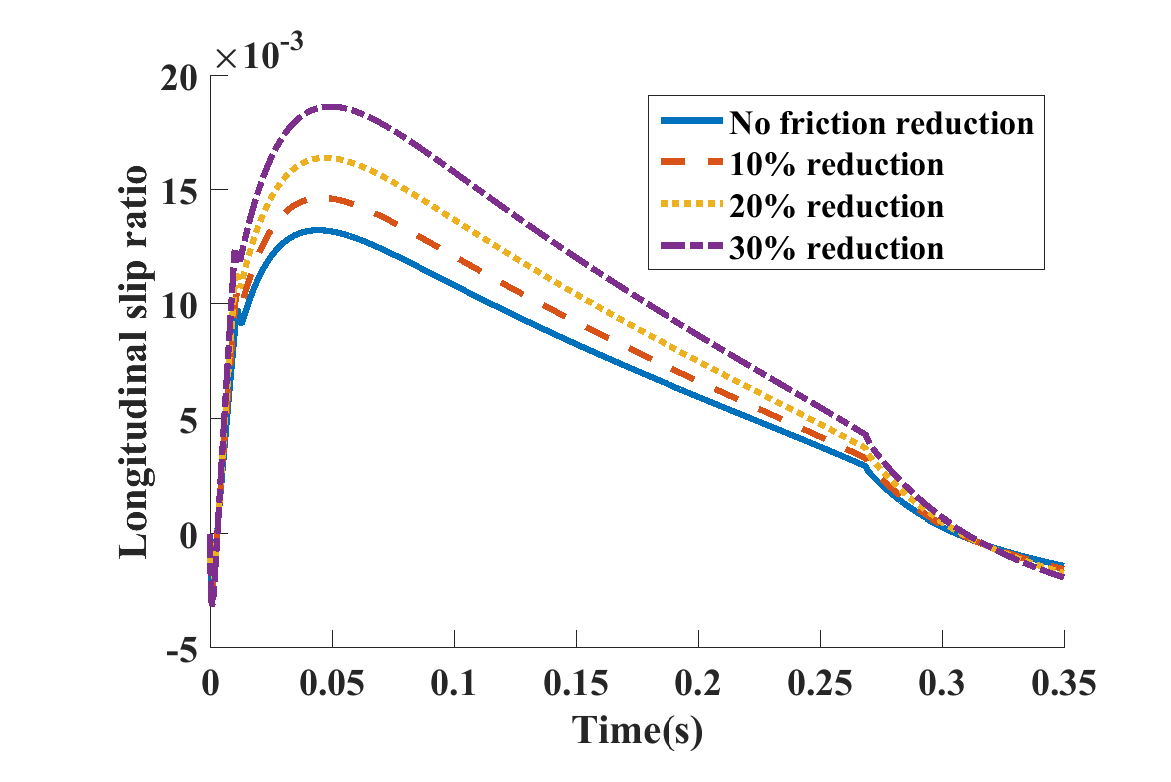 ×10-3
20
15
10
5
0
-5
Longitudinal slip ratio
No friction reduction
10% reduction
20% reduction
30% reduction
0 0.05 0.1 0.15 0.2 0.25 0.3 0.35
Time(s)